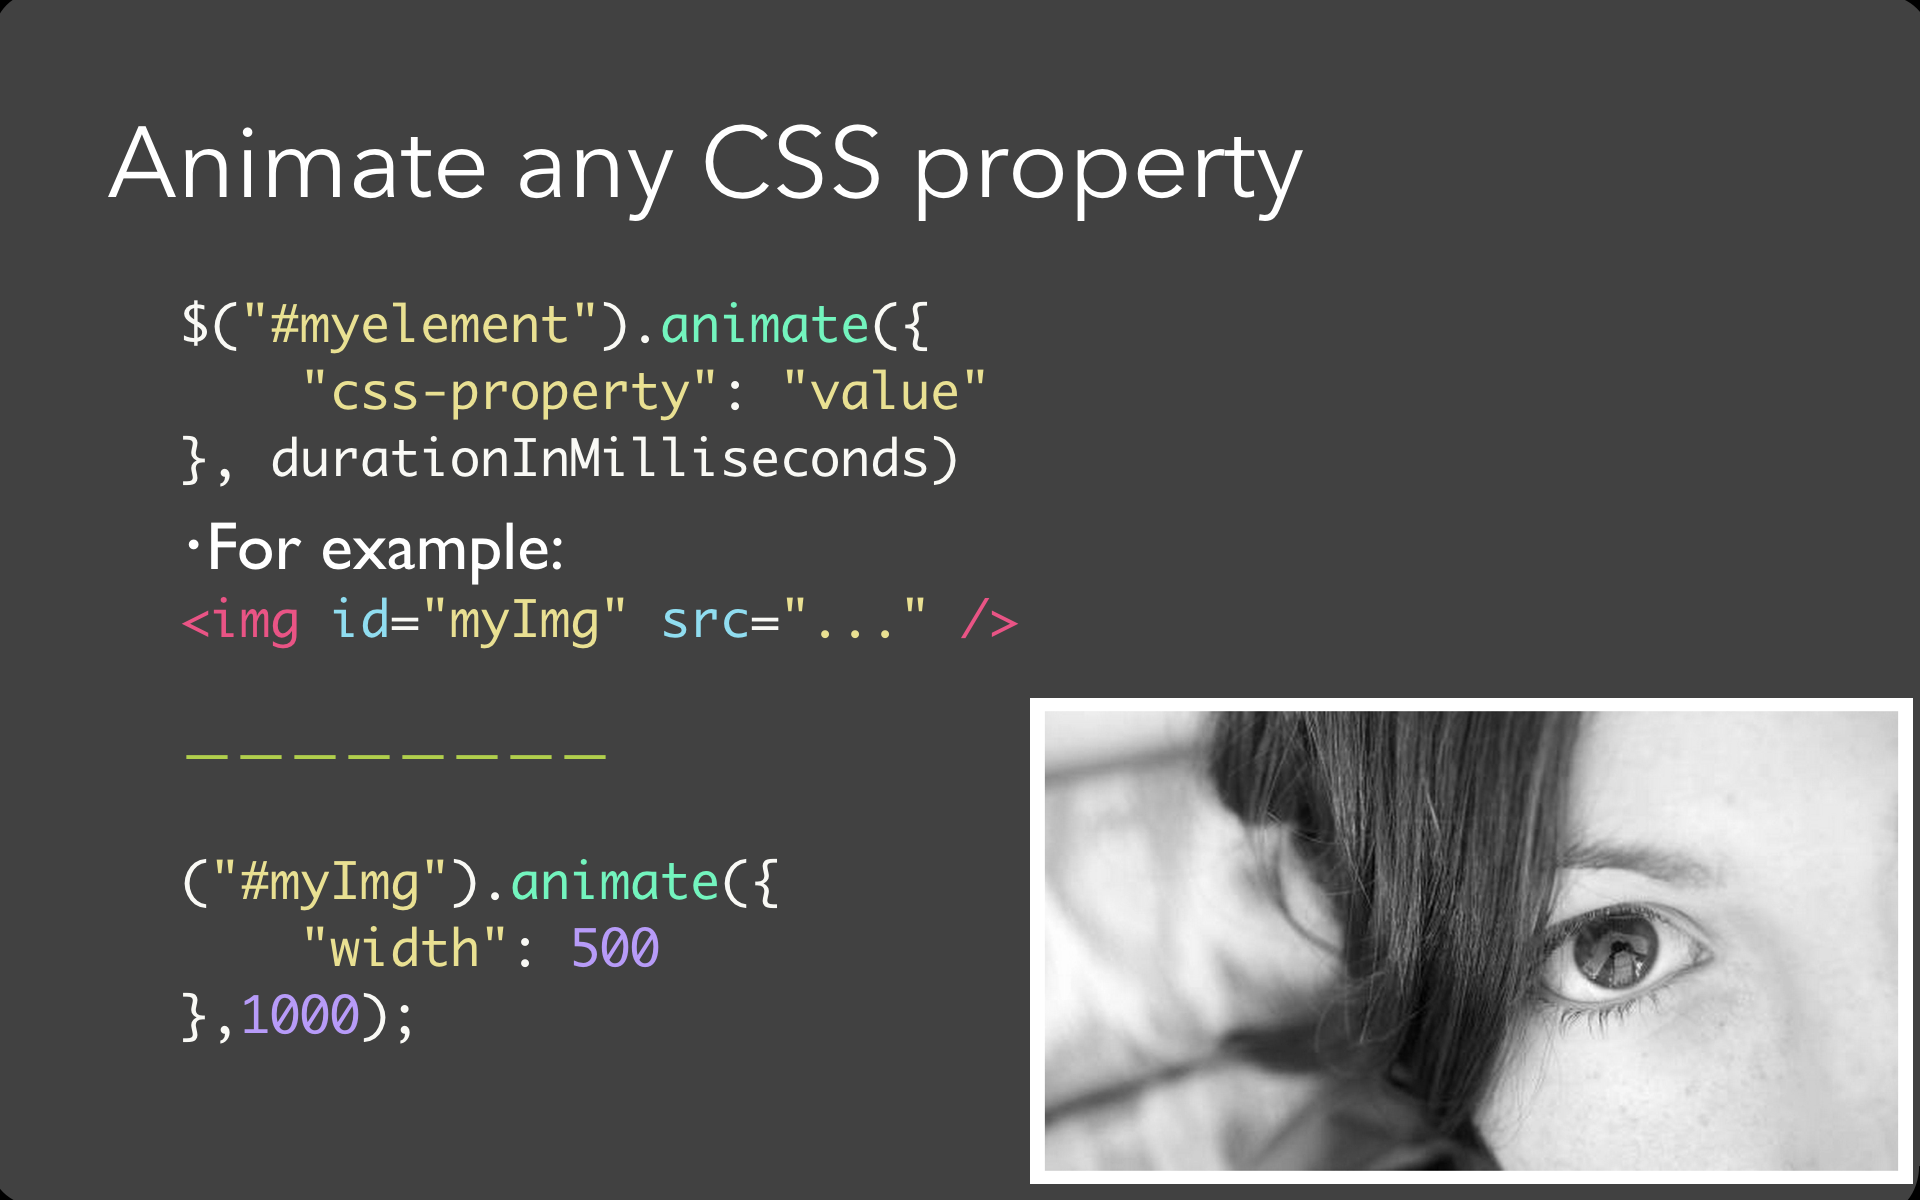 Animate any CSS property
$("#myelement").animate({
"css-property": "value"
}, durationInMilliseconds)
·For example:
<img id="myImg" src="..." />
————————
("#myImg").animate({
"width": 500
},1000);